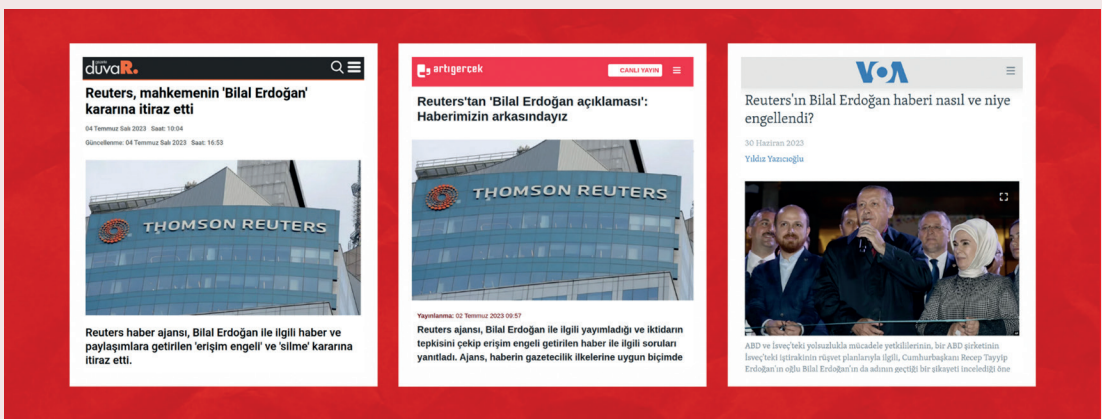 gazete
duvaR.
Reuters, mahkemenin 'Bilal Erdoğan'
kararına itiraz etti
04 Temmuz Salı 2023 Saat: 10:04
Güncellenme: 04 Temmuz Salı 2023 Saat: 16:53
THOMSON REUTERS
Reuters haber ajansı, Bilal Erdoğan ile ilgili haber ve
paylaşımlara getirilen 'erişim engeli' ve 'silme' kararına
itiraz etti.
artıgerçek
CANLI YAYIN
Reuters'tan 'Bilal Erdoğan açıklaması':
Haberimizin arkasındayız
THOMSON REUTERS
Yayınlanma: 02 Temmuz 2023 09:57
Reuters ajansı, Bilal Erdoğan ile ilgili yayımladığı ve iktidarın
tepkisini çekip erişim engeli getirilen haber ile ilgili soruları
yanıtladı. Ajans, haberin gazetecilik ilkelerine uygun biçimde
VOA
Reuters'ın Bilal Erdoğan haberi nasıl ve niye
engellendi?
30 Haziran 2023
Yıldız Yazıcıoğlu
ABD ve İsveç'teki yolsuzlukla mücadele yetkililerinin, bir ABD şirketinin
İsveç'teki iştirakinin rüşvet planlarıyla ilgili, Cumhurbaşkanı Recep Tayyip
Erdoğan'ın oğlu Bilal Erdoğan'ın da adının geçtiği bir şikayeti incelediği öne